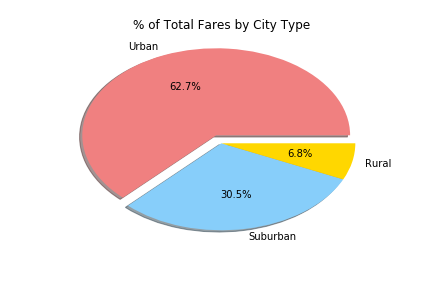 % of Total Fares by City Type
Urban
62.7%
6.8%
Rural
30.5%
Suburban